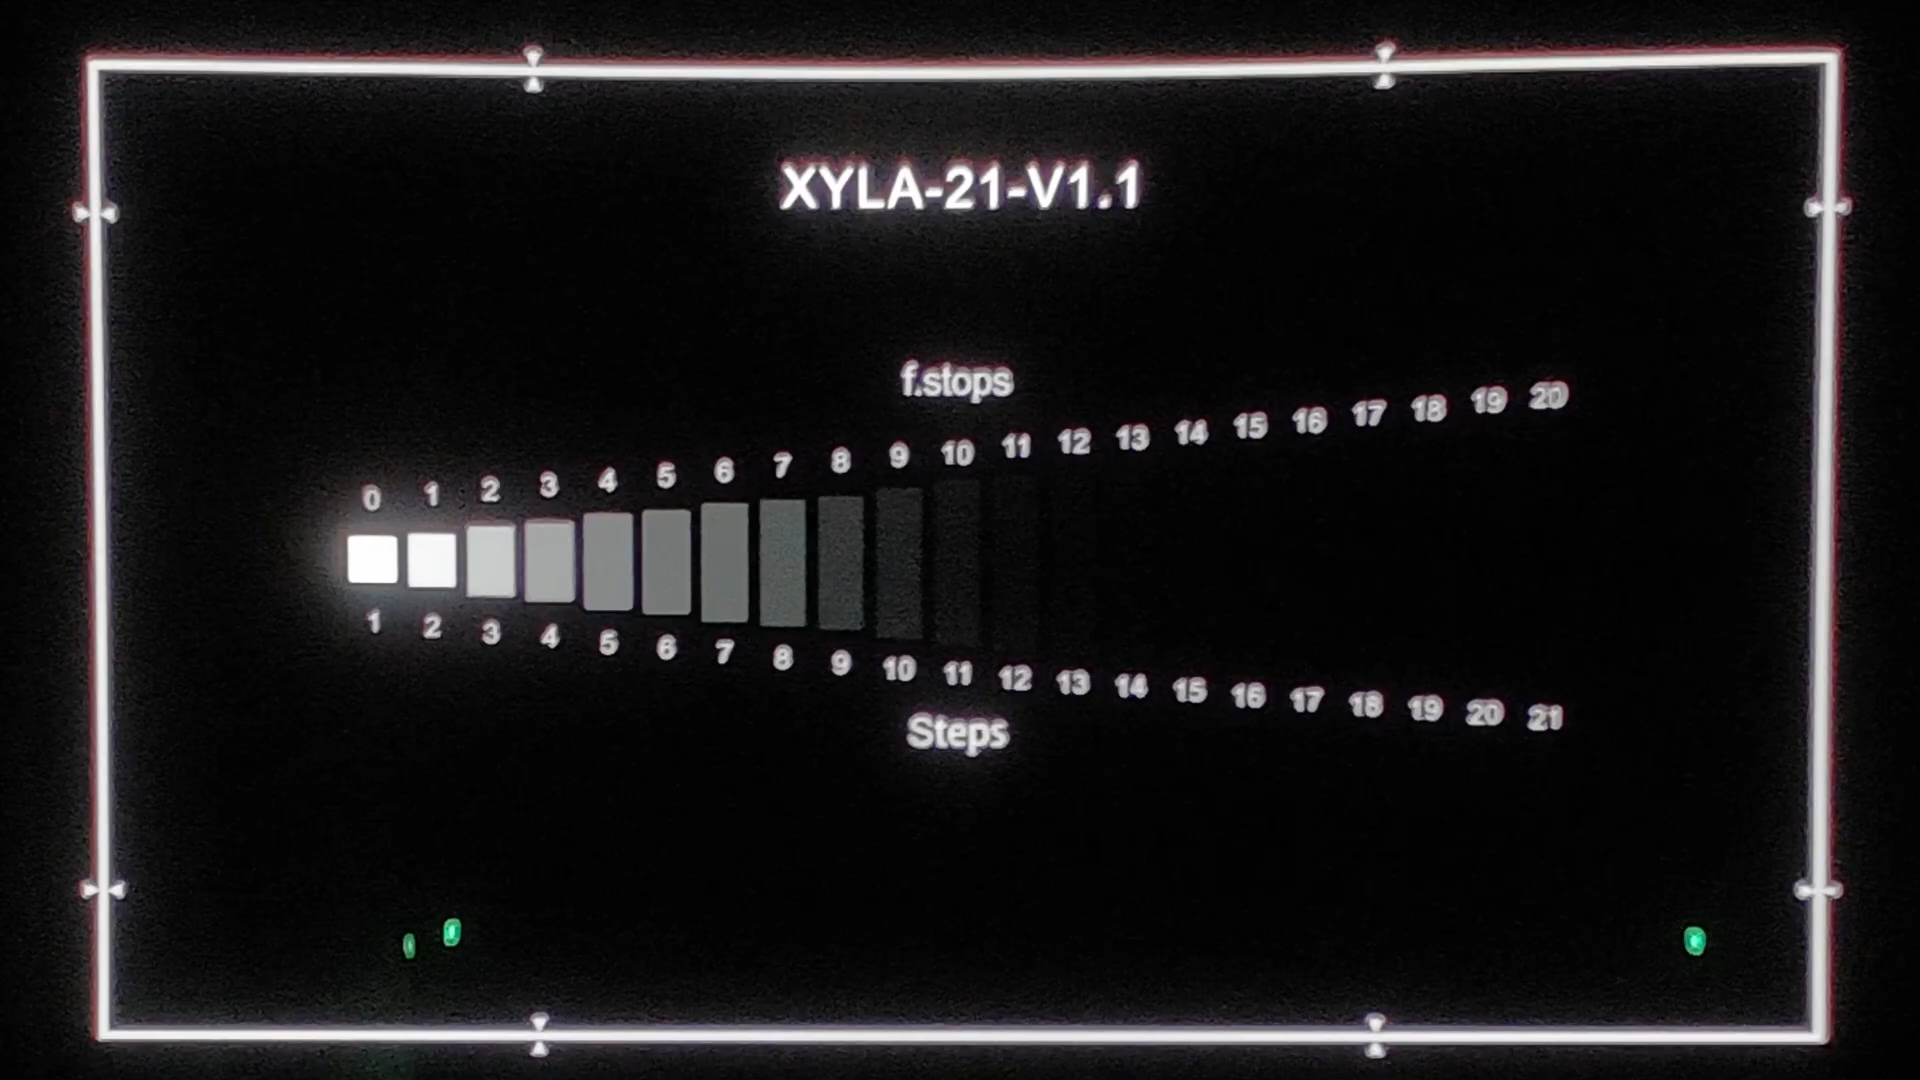 XYLA-21-V1.1
f.stops
0 1 2 3 4 5 6 7 8 9 10 11 12 13 14 15 16 17 18 19 20
1 2 3 4 5 6 7 8 9 10 11 12 13 14 15 16 17 18 19 20 21
Steps